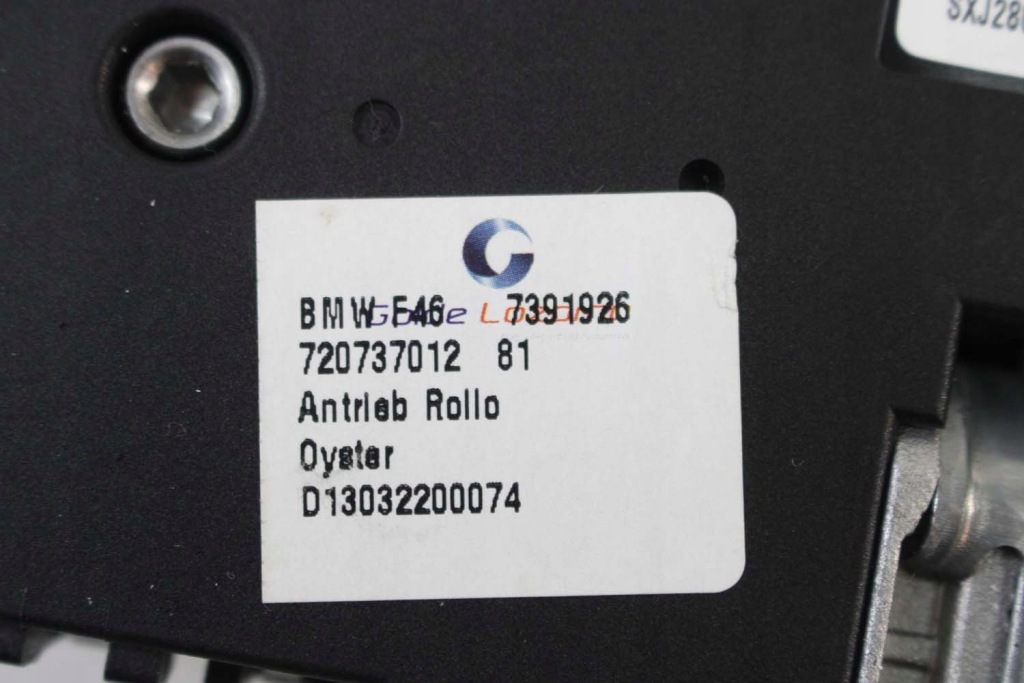 SXJ28
BMW F46 7391926
720737012 81
Antrieb Rollo
Oyster
D13032200074